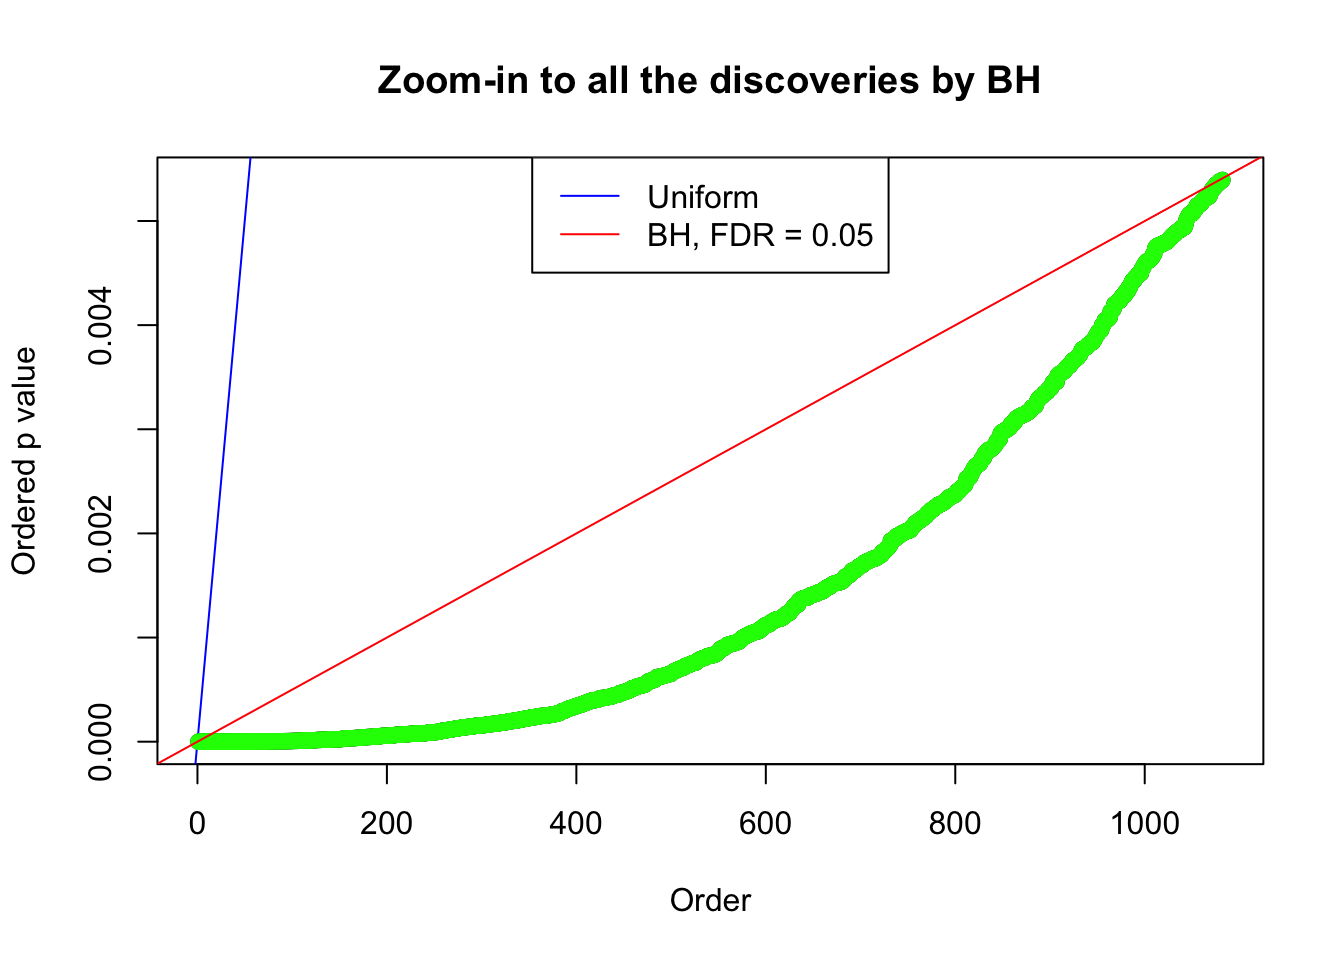 Zoom-in to all the discoveries by BH
Uniform
BH, FDR = 0.05
Ordered p value
0.004
0.002
0.000
0 200 400 600 800 1000
Order